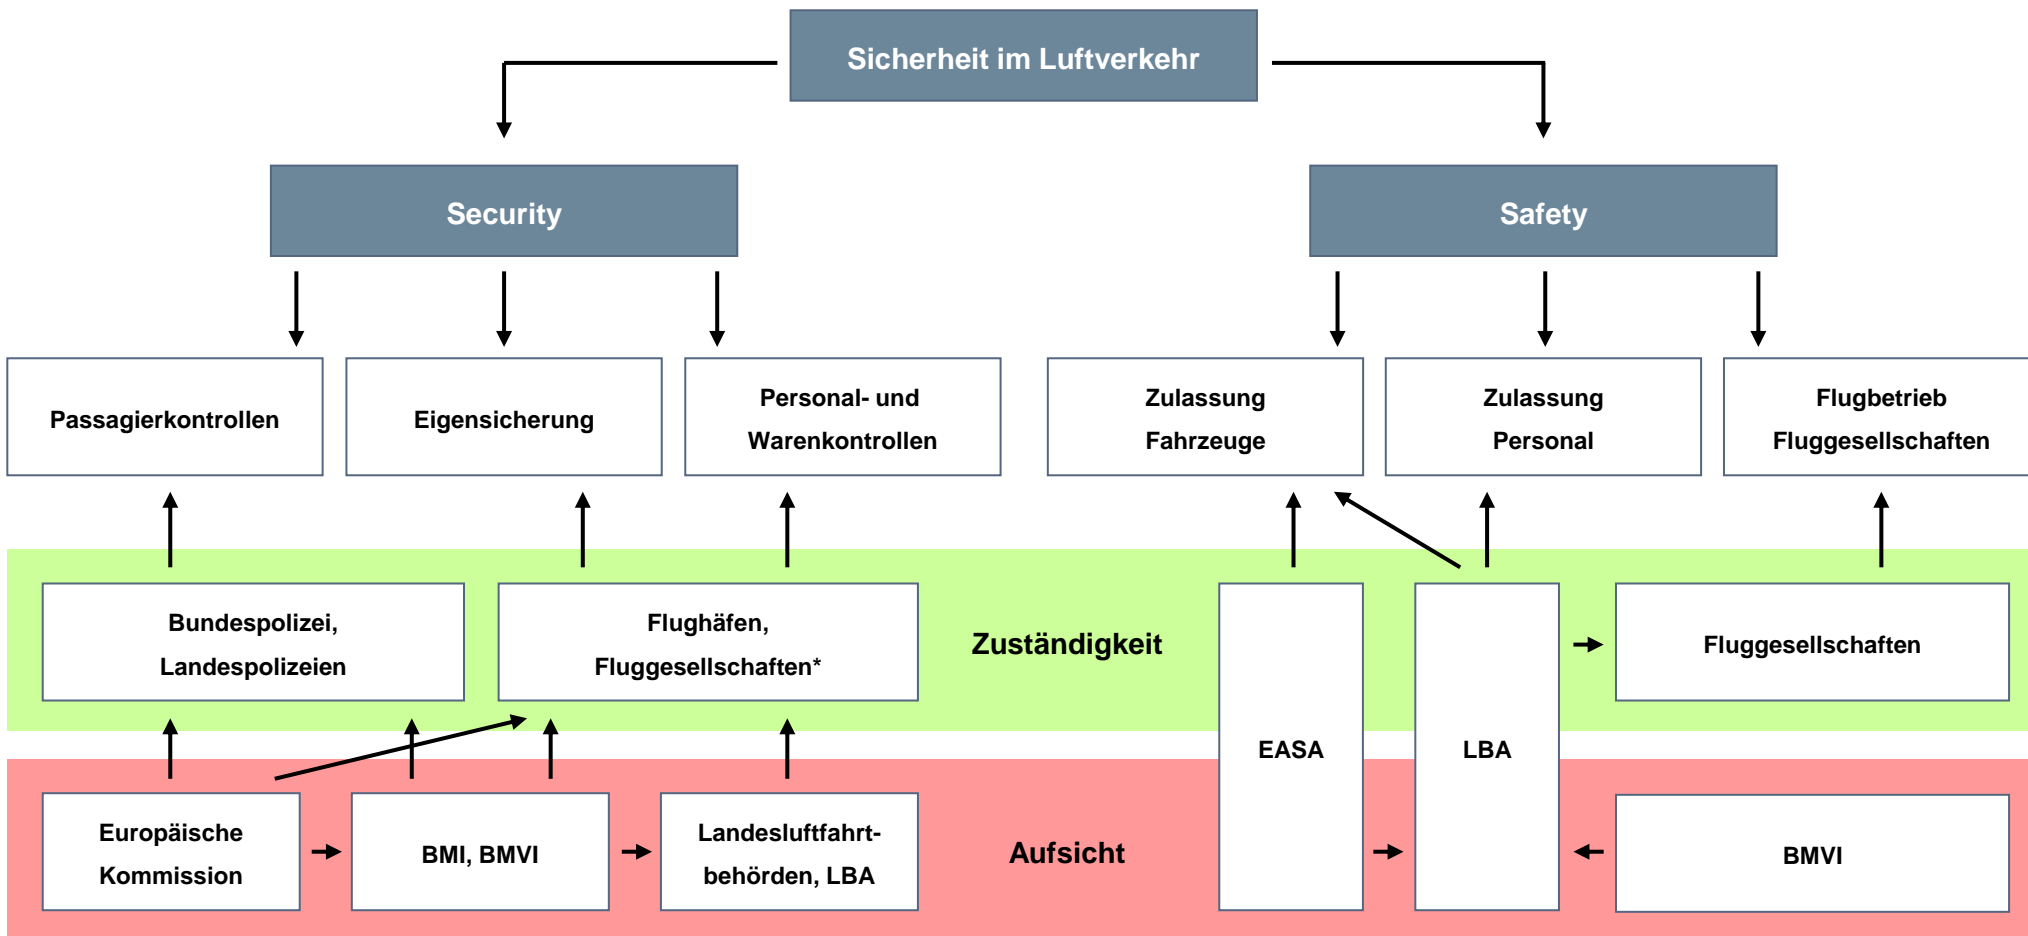 Sicherheit im Luftverkehr
Security
Safety
Passagierkontrollen
Eigensicherung
Personal- und
Warenkontrollen
Zulassung
Fahrzeuge
Zulassung
Personal
Flugbetrieb
Fluggesellschaften
Bundespolizei,
Landespolizeien
Flughäfen,
Fluggesellschaften*
Zuständigkeit
EASA
LBA
Fluggesellschaften
Europäische
Kommission
BMI, BMVI
Landesluftfahrt-
behörden, LBA
Aufsicht
BMVI